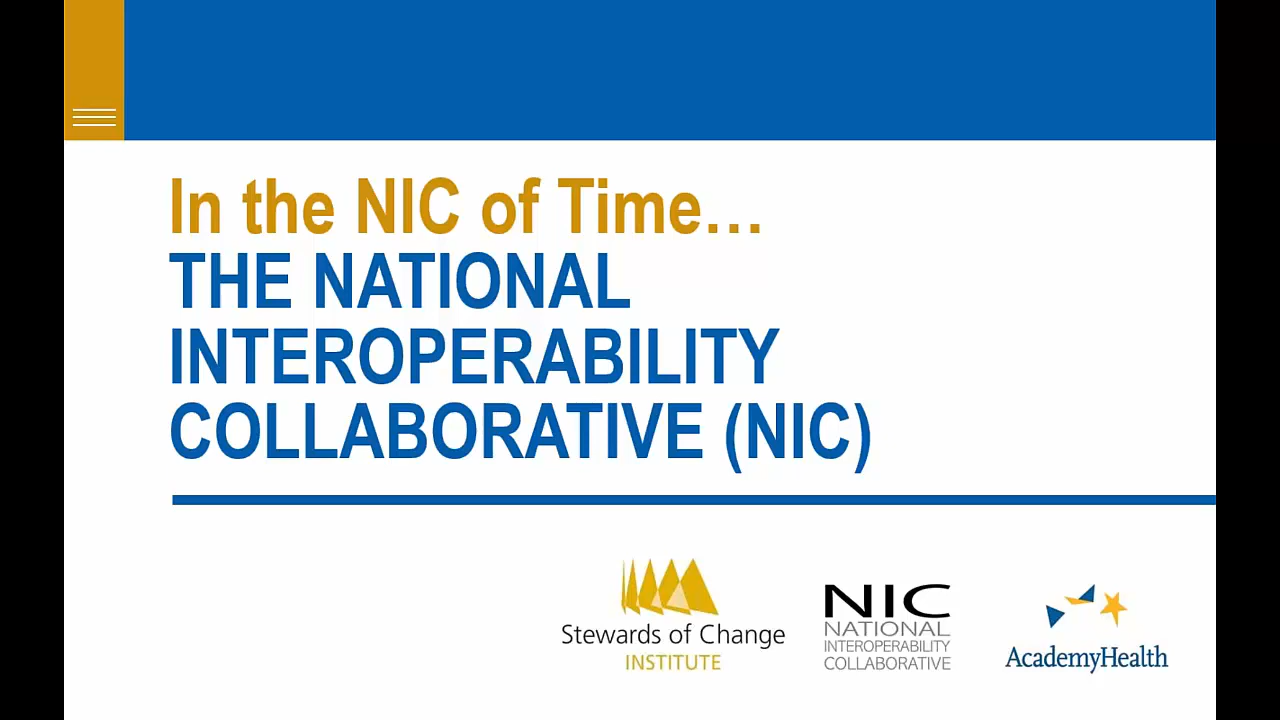 In the NIC of Time…
THE NATIONAL
INTEROPERABILITY
COLLABORATIVE (NIC)
Stewards of Change
INSTITUTE
NIC
NATIONAL
INTEROPERABILITY
COLLABORATIVE
AcademyHealth